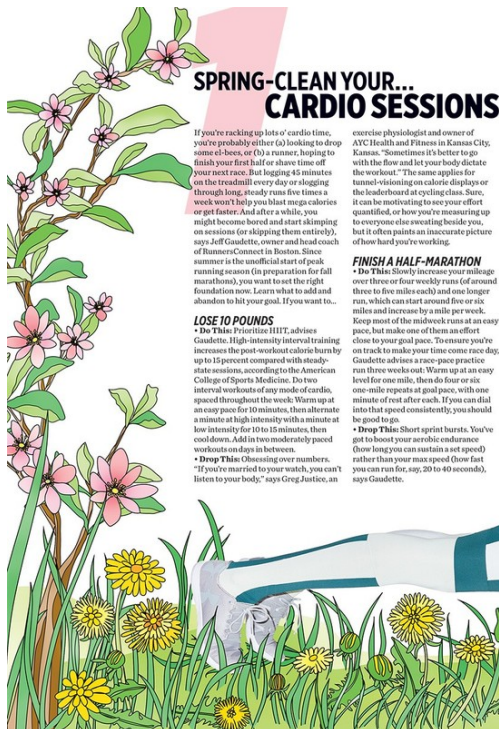 1
SPRING-CLEAN YOUR...
CARDIO SESSIONS
If you're racking up lots o' cardio time,
you're probably either (a) looking to drop
some el-bees, or (b) a runner, hoping to
finish your first half or shave time off
your next race. But logging 45 minutes
on the treadmill every day or slogging
through long, steady runs five times a
week won't help you blast mega calories
or get faster. And after a while, you
might become bored and start skimping
on sessions (or skipping them entirely),
says Jeff Gaudette, owner and head coach
of RunnersConnect in Boston. Since
summer is the unofficial start of peak
running season (in preparation for fall
marathons), you want to set the right
foundation now. Learn what to add and
abandon to hit your goal. If you want to...
LOSE 10 POUNDS
• Do This: Prioritize HIIT, advises
Gaudette. High-intensity interval training
increases the post-workout calorie burn by
up to 15 percent compared with steady-
state sessions, according to the American
College of Sports Medicine. Do two
interval workouts of any mode of cardio,
spaced throughout the week: Warm up at
an easy pace for 10 minutes, then alternate
a minute at high intensity with a minute at
low intensity for 10 to 15 minutes, then
cool down. Add in two moderately paced
workouts on days in between.
• Drop This: Obsessing over numbers.
"If you're married to your watch, you can't
listen to your body," says Greg Justice, an
exercise physiologist and owner of
AYC Health and Fitness in Kansas City,
Kansas. "Sometimes it's better to go
with the flow and let your body dictate
the workout." The same applies for
tunnel-visioning on calorie displays or
the leaderboard at cycling class. Sure,
it can be motivating to see your effort
quantified, or how you're measuring up
to everyone else sweating beside you,
but it often paints an inaccurate picture
of how hard you're working.
FINISH A HALF-MARATHON
• Do This: Slowly increase your mileage
over three or four weekly runs (of around
three to five miles each) and one longer
run, which can start around five or six
miles and increase by a mile per week.
Keep most of the midweek runs at an easy
pace, but make one of them an effort
close to your goal pace. To ensure you're
on track to make your time come race day,
Gaudette advises a race-pace practice
run three weeks out: Warm up at an easy
level for one mile, then do four or six
one-mile repeats at goal pace, with one
minute of rest after each. If you can dial
into that speed consistently, you should
be good to go.
• Drop This: Short sprint bursts. You've
got to boost your aerobic endurance
(how long you can sustain a set speed)
rather than your max speed (how fast
you can run for, say, 20 to 40 seconds),
says Gaudette.